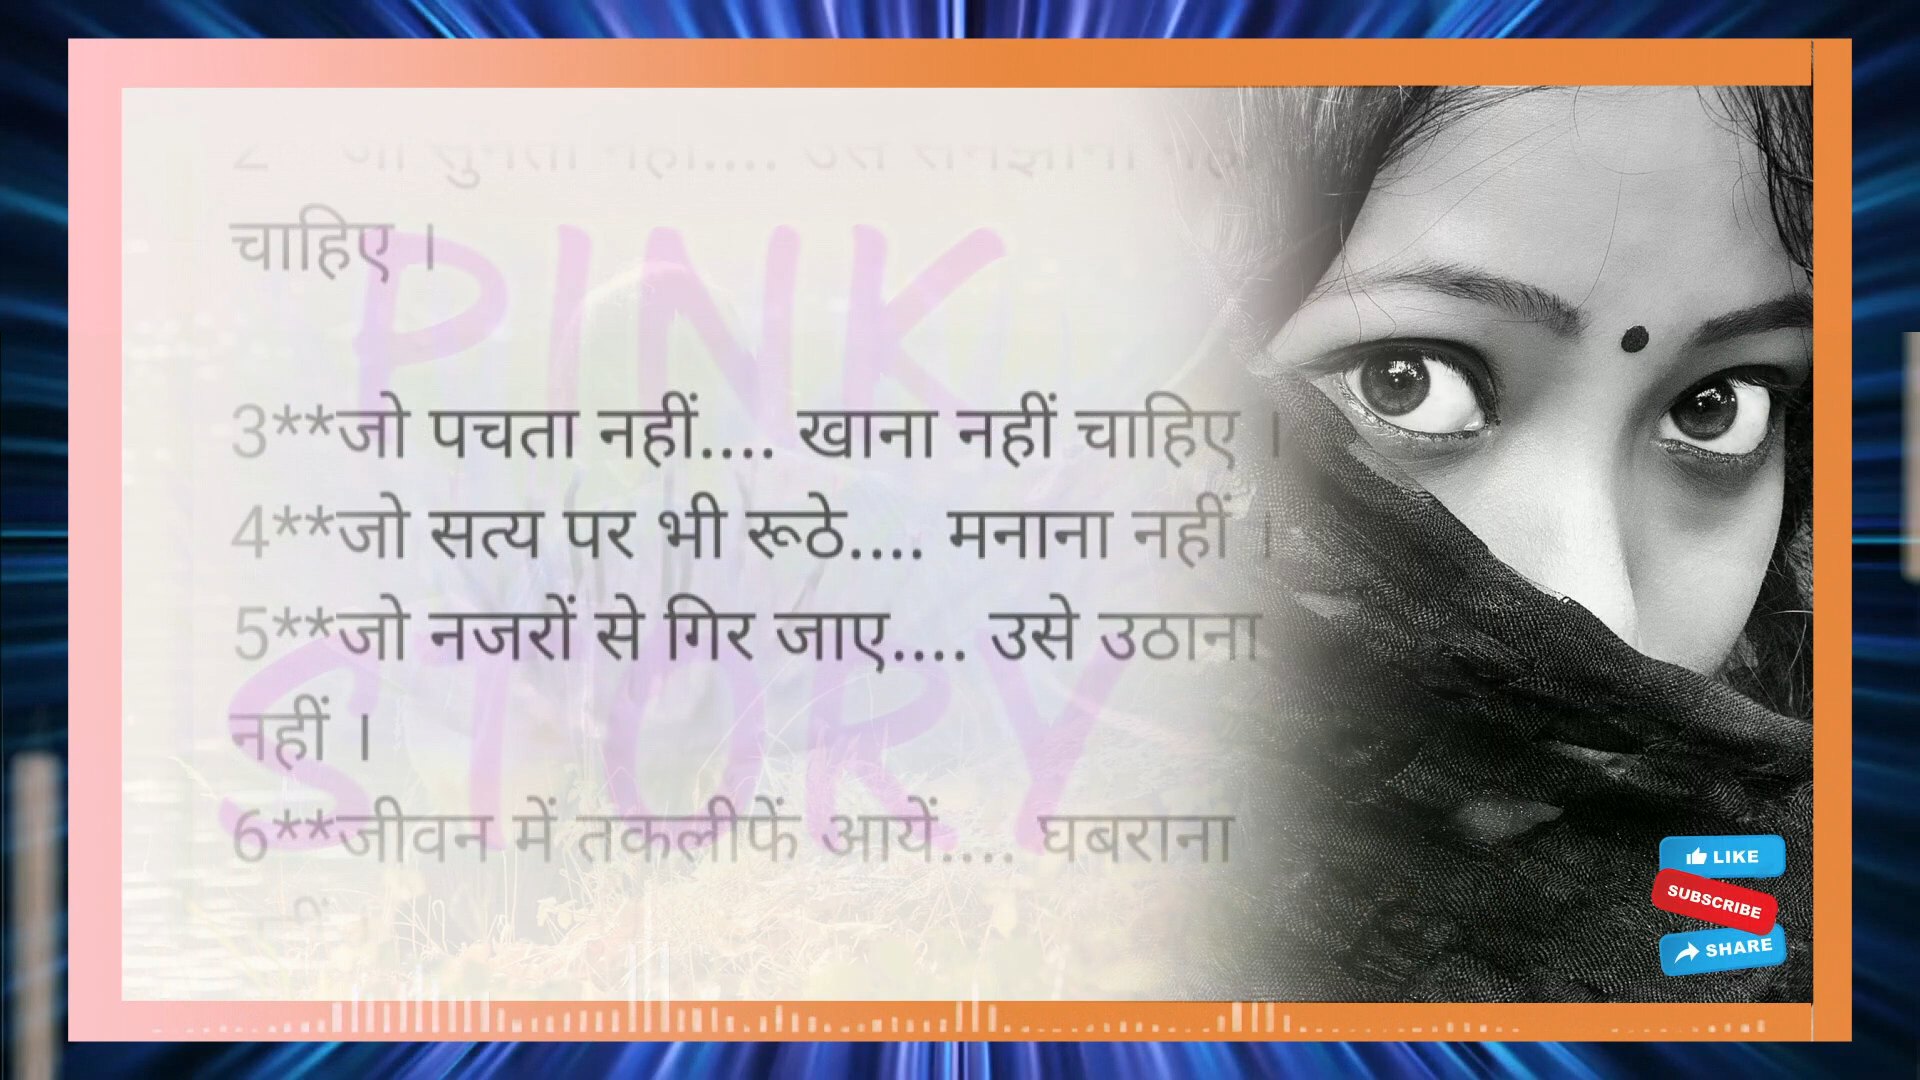 चाहिए ।
PINK
3**जो पचता नहीं.... खाना नहीं चाहिए ।
4**जो सत्य पर भी रूठे.... मनाना नहीं ।
5**जो नजरों से गिर जाए.... उसे उठाना
नहीं ।
STORY
6**जीवन में तकलीफें आयें.... घबराना
LIKE
SUBSCRIBE
SHARE